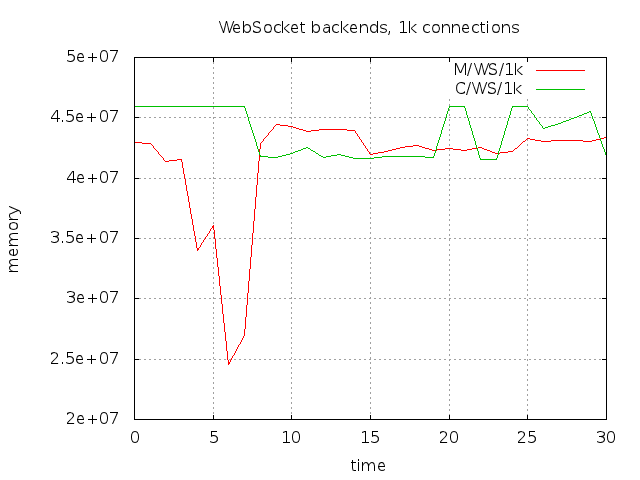 WebSocket backends, 1k connections
M/WS/1k
C/WS/1k
5e+07
4.5e+07
4e+07
3.5e+07
3e+07
2.5e+07
2e+07
memory
0 5 10 15 20 25 30
time